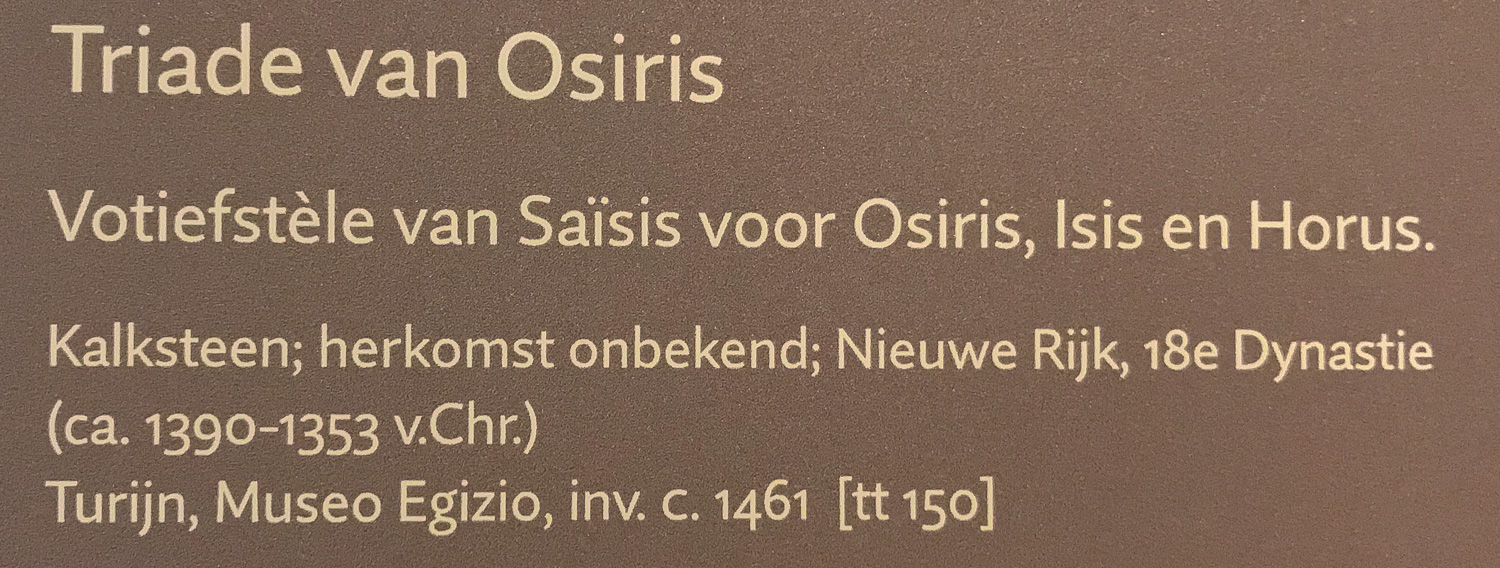 Triade van Osiris
Votiefstèle van Saïsis voor Osiris, Isis en Horus.
Kalksteen; herkomst onbekend; Nieuwe Rijk, 18e Dynastie
(ca. 1390-1353 v.Chr.)
Turijn, Museo Egizio, inv. c. 1461 [tt 150]